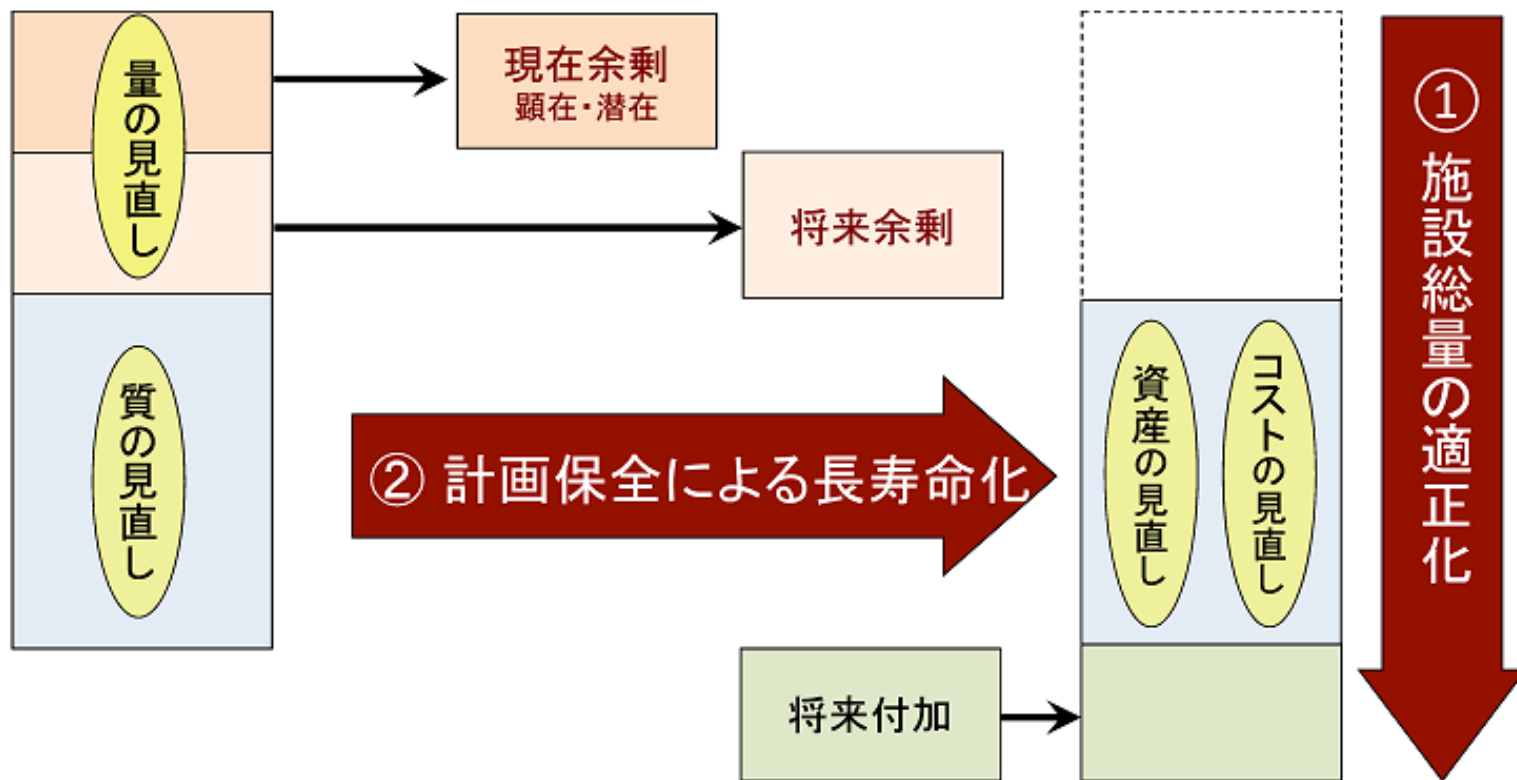 量の見直し
現在余剰
顕在・潜在
将来余剰
質の見直し
② 計画保全による長寿命化
資産の見直し
コストの見直し
将来付加
① 施設総量の適正化